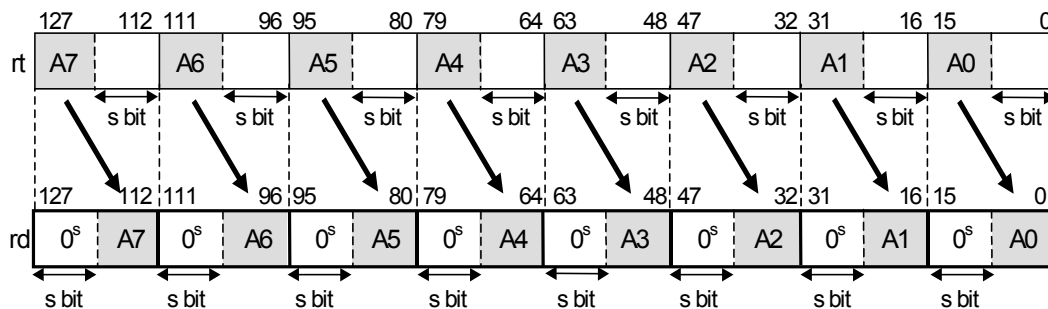 127 112 111 96 95 80 79 64 63 48 47 32 31 16 15 0
rt A7 A6 A5 A4 A3 A2 A1 A0
s bit s bit s bit s bit s bit s bit s bit s bit
127 112 111 96 95 80 79 64 63 48 47 32 31 16 15 0
rd 0ˢ A7 0ˢ A6 0ˢ A5 0ˢ A4 0ˢ A3 0ˢ A2 0ˢ A1 0ˢ A0
s bit s bit s bit s bit s bit s bit s bit s bit